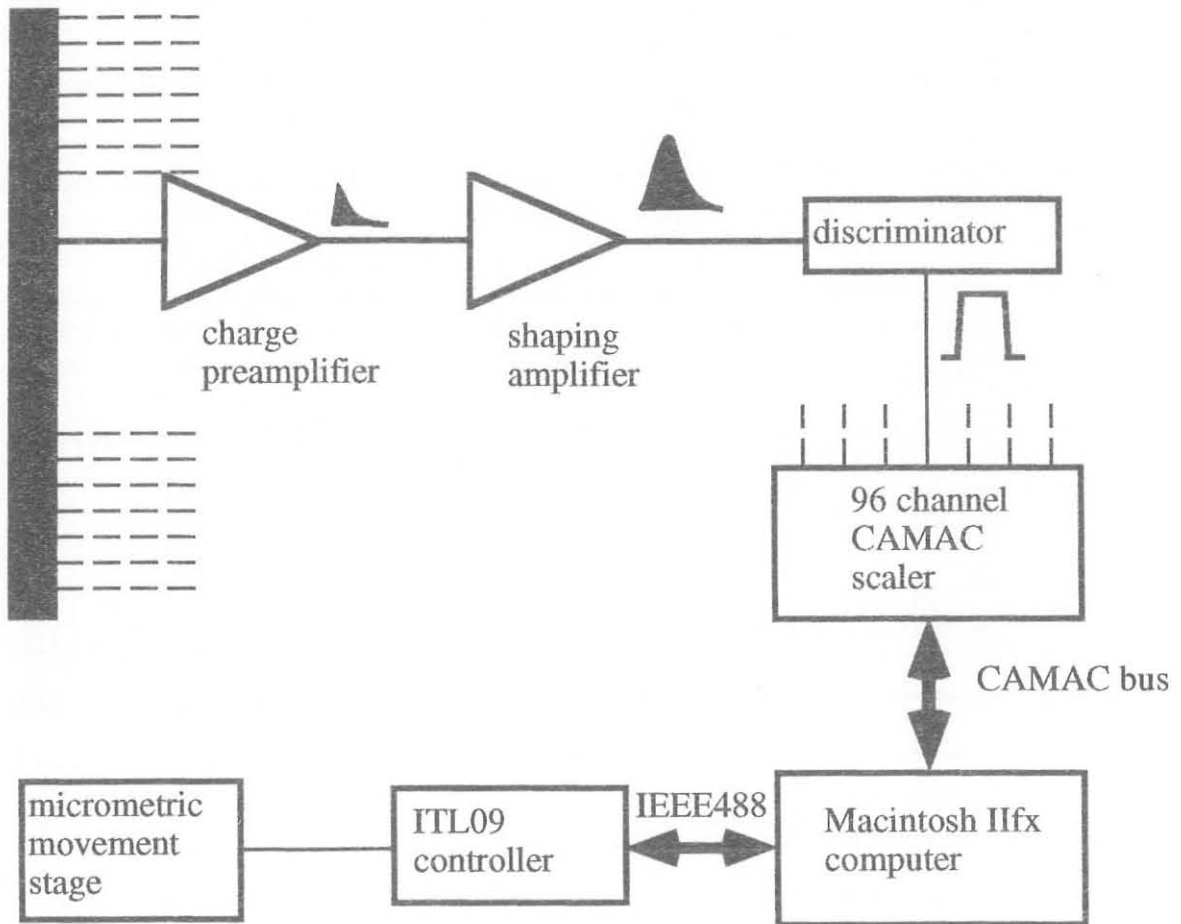 discriminator
charge
preamplifier
shaping
amplifier
96 channel
CAMAC
scaler
CAMAC bus
micrometric
movement
stage
ITL09
controller
IEEE488
Macintosh IIfx
computer